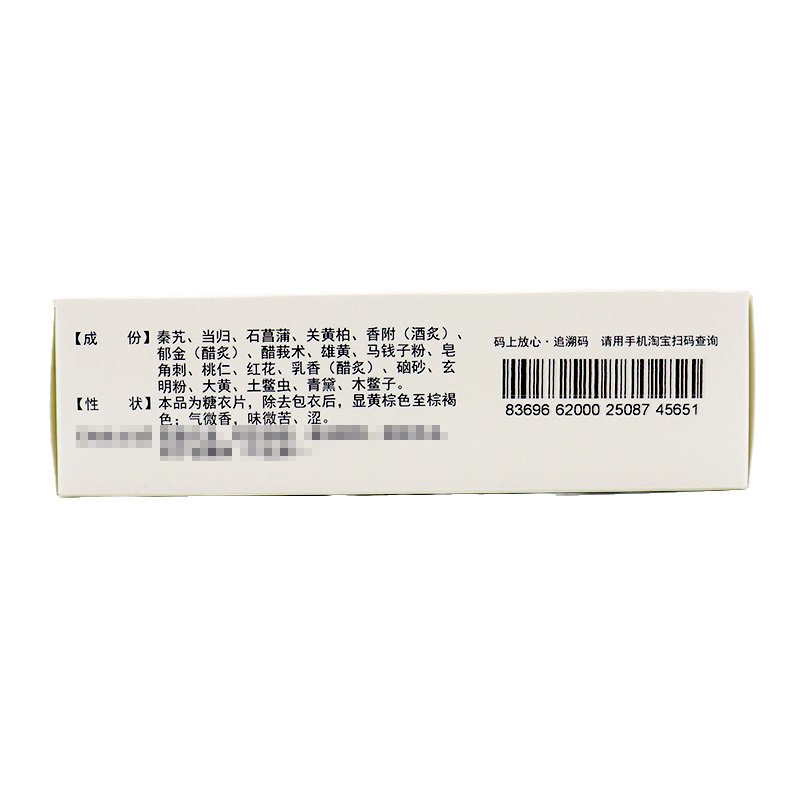 【成　份】秦艽、当归、石菖蒲、关黄柏、香附（酒炙）、
郁金（醋炙）、醋莪术、雄黄、马钱子粉、皂
角刺、桃仁、红花、乳香（醋炙）、硇砂、玄
明粉、大黄、土鳖虫、青黛、木鳖子。
【性　状】本品为糖衣片，除去包衣后，显黄棕色至棕褐
色；气微香，味微苦、涩。
码上放心·追溯码　请用手机淘宝扫码查询
83696 62000 25087 45651